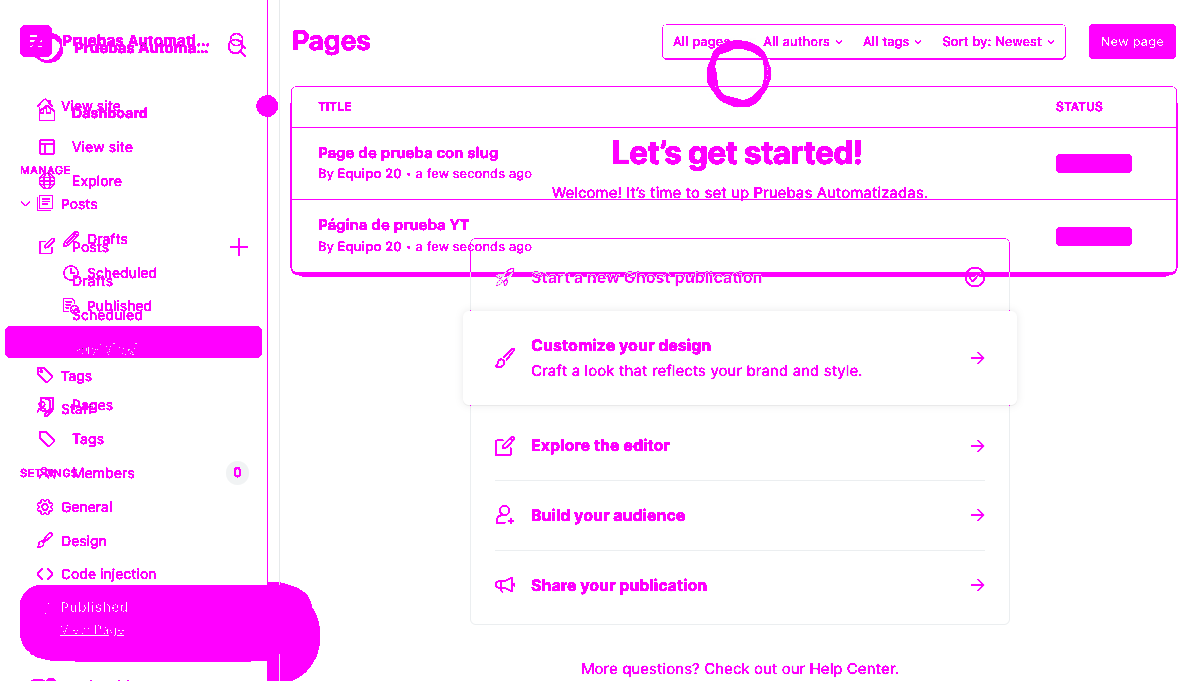 Pruebas Automati...
Pruebas Automa...
View site
Dashboard
View site
MANAGE
Explore
Posts
Drafts
Posts
Scheduled
Drafts
Published
Scheduled
Tags
Staff
Pages
Tags
SETTINGS
Members
0
General
Design
Code injection
Published
View Page
Pages
All pages
All authors
All tags
Sort by: Newest
New page
TITLE
STATUS
Page de prueba con slug
By Equipo 20 • a few seconds ago
Let's get started!
Welcome! It's time to set up Pruebas Automatizadas.
Página de prueba YT
By Equipo 20 • a few seconds ago
Start a new Ghost publication
Customize your design
Craft a look that reflects your brand and style.
Explore the editor
Build your audience
Share your publication
More questions? Check out our Help Center.